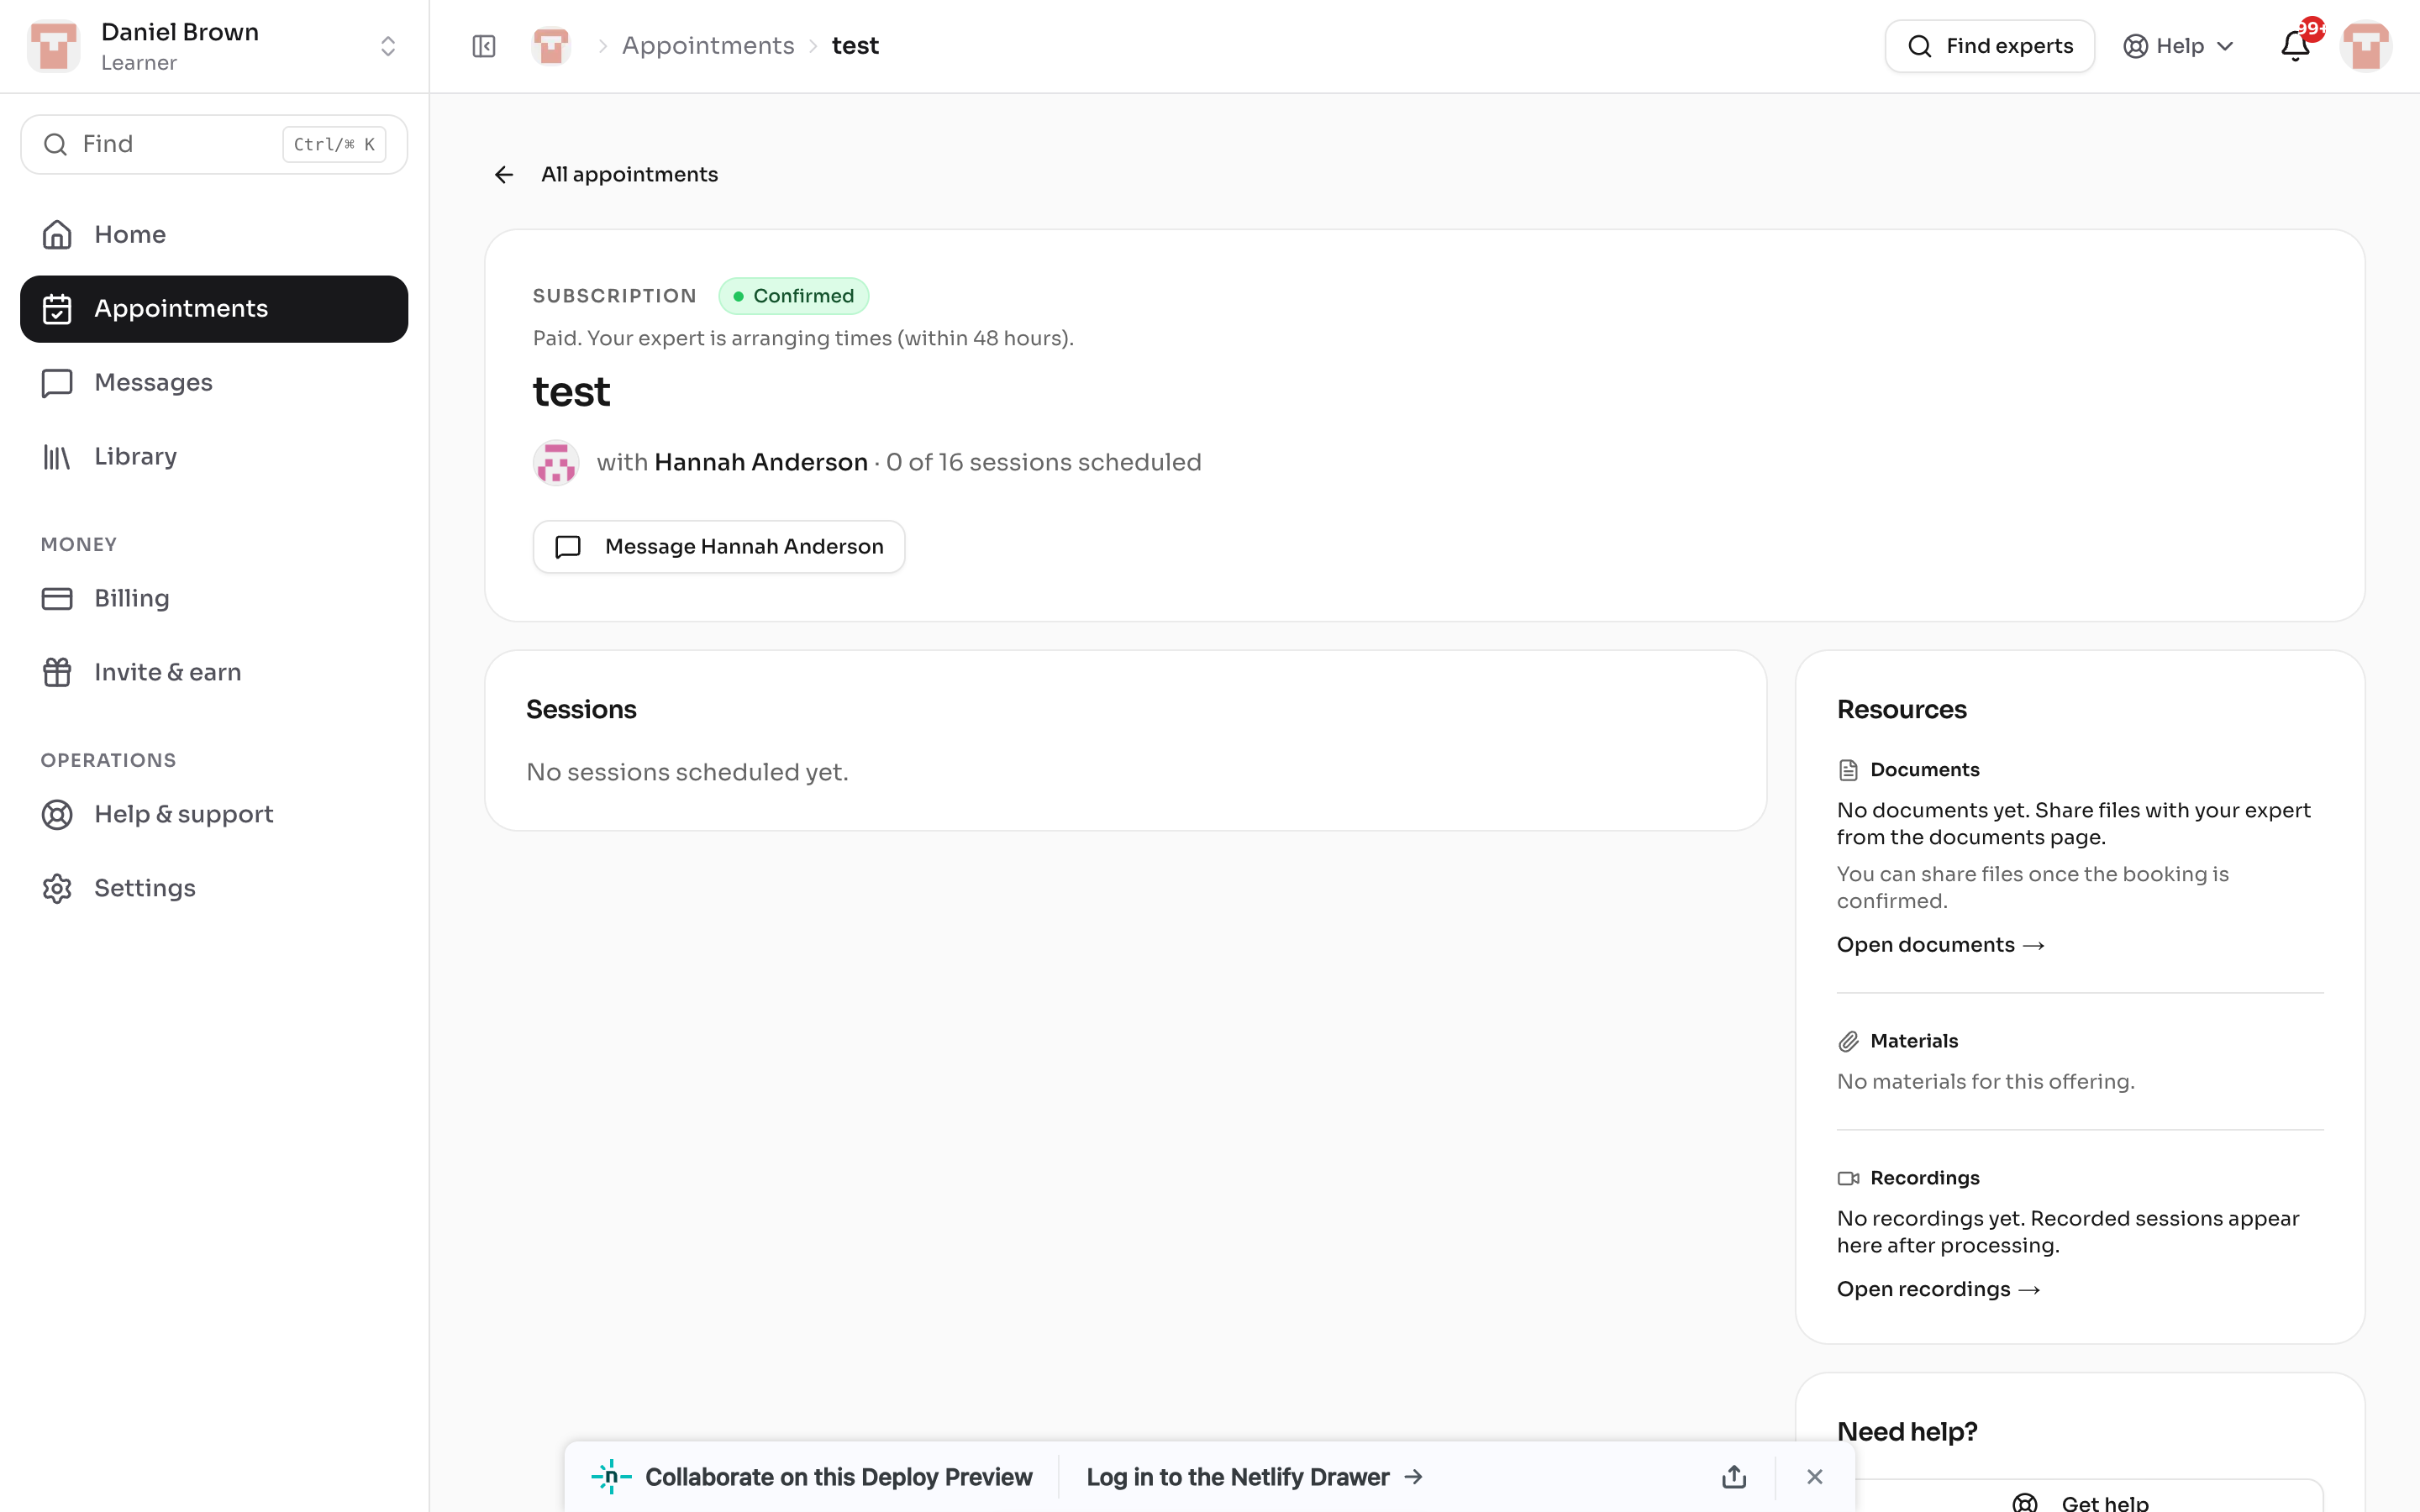 Daniel Brown
Learner
Appointments
test
Find experts
Help
99+
Find
Ctrl/⌘ K
Home
Appointments
Messages
Library
MONEY
Billing
Invite & earn
OPERATIONS
Help & support
Settings
All appointments
SUBSCRIPTION
Confirmed
Paid. Your expert is arranging times (within 48 hours).
test
with Hannah Anderson · 0 of 16 sessions scheduled
Message Hannah Anderson
Sessions
No sessions scheduled yet.
Resources
Documents
No documents yet. Share files with your expert
from the documents page.
You can share files once the booking is
confirmed.
Open documents →
Materials
No materials for this offering.
Recordings
No recordings yet. Recorded sessions appear
here after processing.
Open recordings →
Need help?
Get help
Collaborate on this Deploy Preview
Log in to the Netlify Drawer →